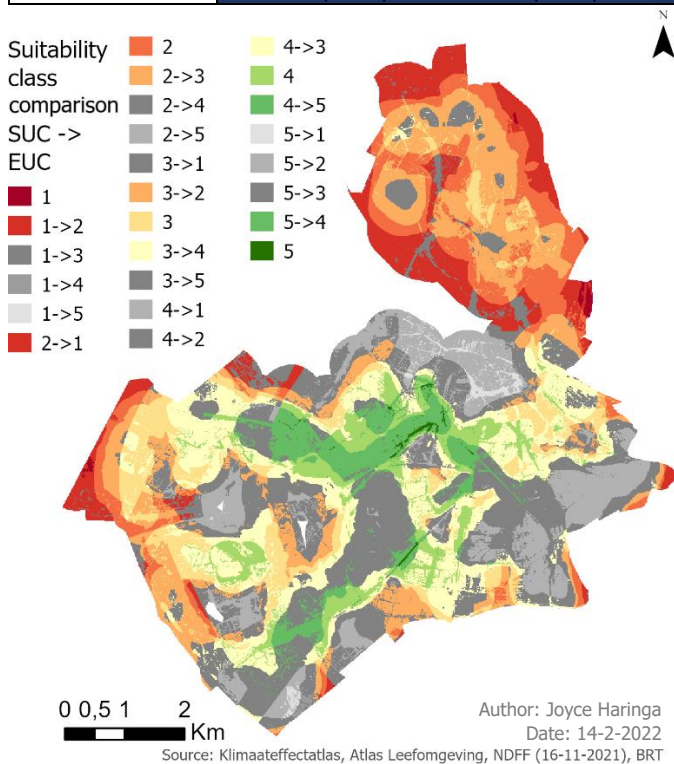 N
Suitability
class
comparison
SUC ->
EUC
1
1->2
1->3
1->4
1->5
2->1
2
2->3
2->4
2->5
3->1
3->2
3
3->4
3->5
4->1
4->2
4->3
4
4->5
5->1
5->2
5->3
5->4
5
0 0,5 1 2
Km
Author: Joyce Haringa
Date: 14-2-2022
Source: Klimaateffectatlas, Atlas Leefomgeving, NDFF (16-11-2021), BRT